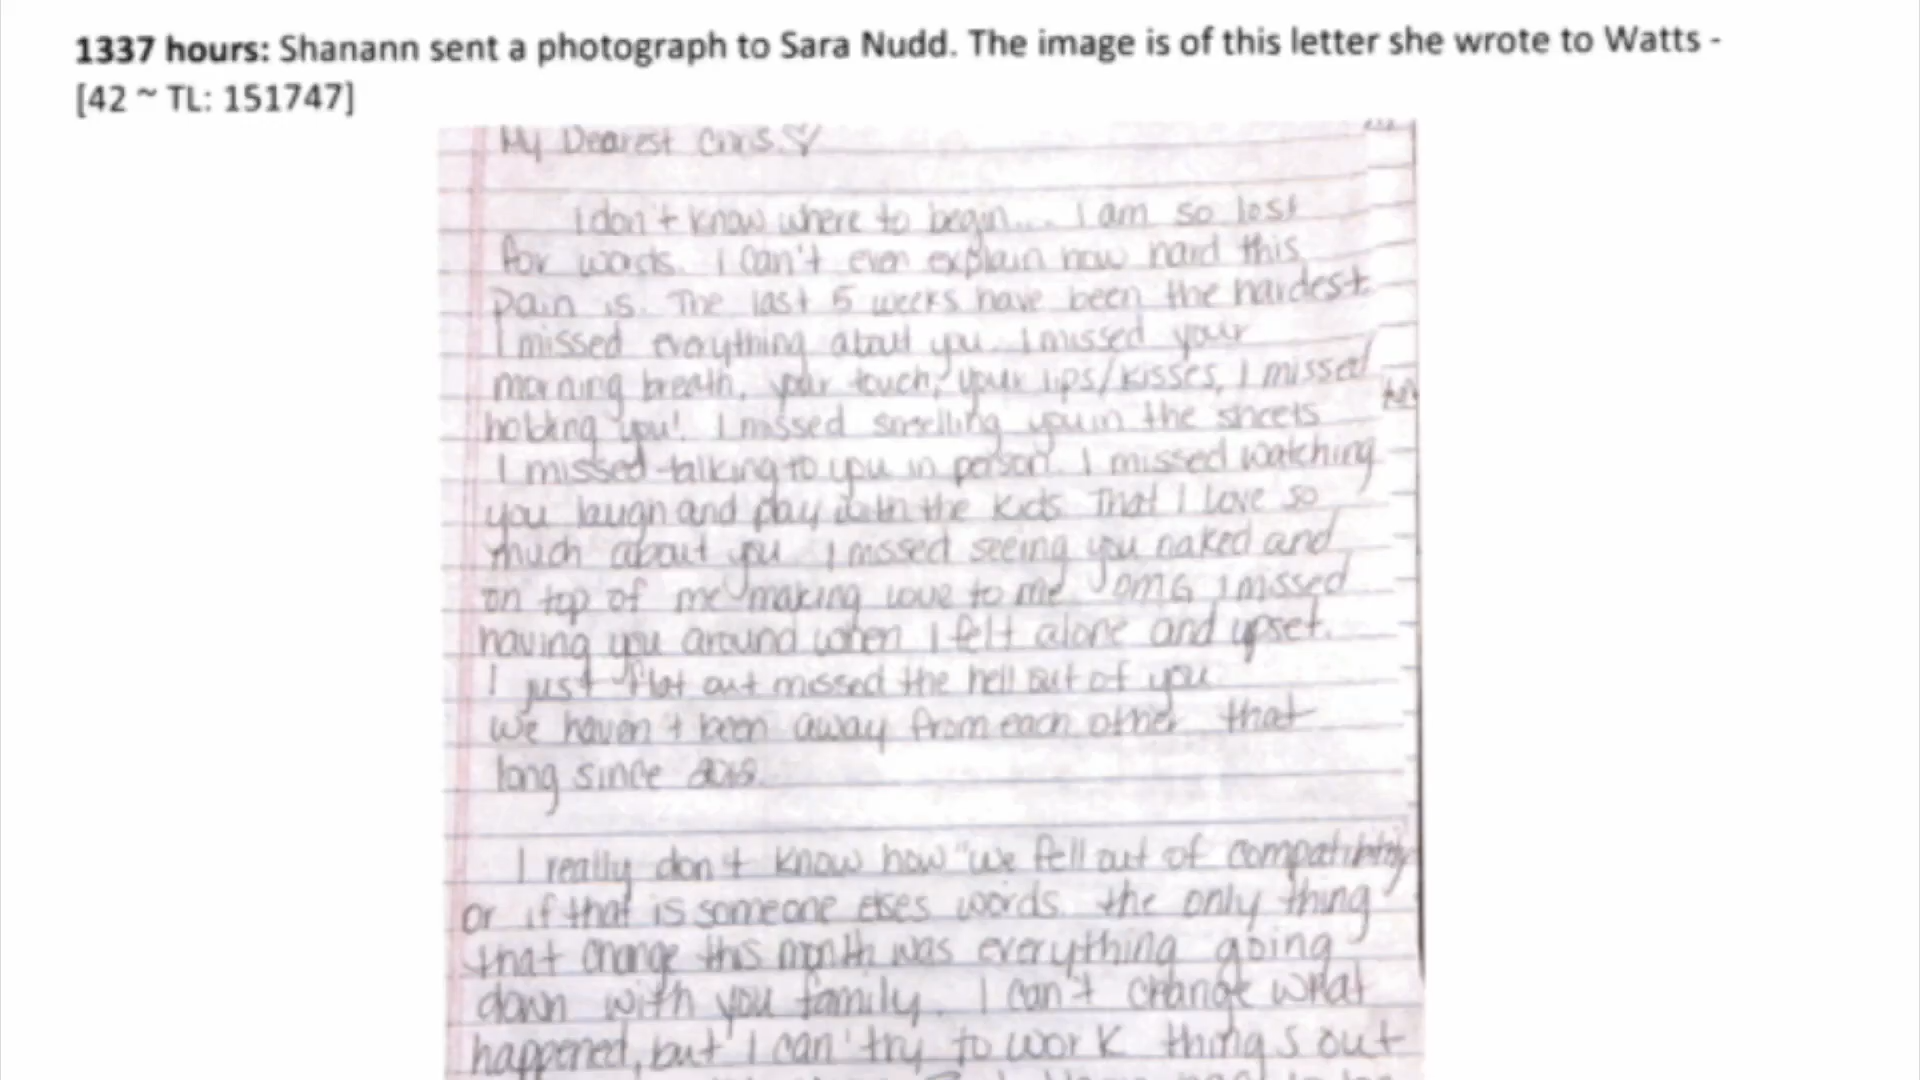 1337 hours: Shanann sent a photograph to Sara Nudd. The image is of this letter she wrote to Watts -
[42 ~ TL: 151747]
My Dearest Chris ♡
I don't know where to begin.... I am so lost
for words. I can't even explain how hard this
pain is. The last 5 weeks have been the hardest
I missed everything about you. I missed your
morning breath, your touch, your lips/kisses, I missed
holding you! I missed smelling you in the sheets
I missed talking to you in person. I missed watching
you laugh and play with the kids That I love so
much about you I missed seeing you naked and
on top of me making love to me OMG I missed
having you around when I felt alone and upset.
I just flat out missed the hell out of you
We haven't been away from each other that
long since
I really don't know how "we fell out of compatibility
or if that is someone elses words. the only thing
that change this month was everything going
down with you family. I can't change what
happened, but I can try to work things out